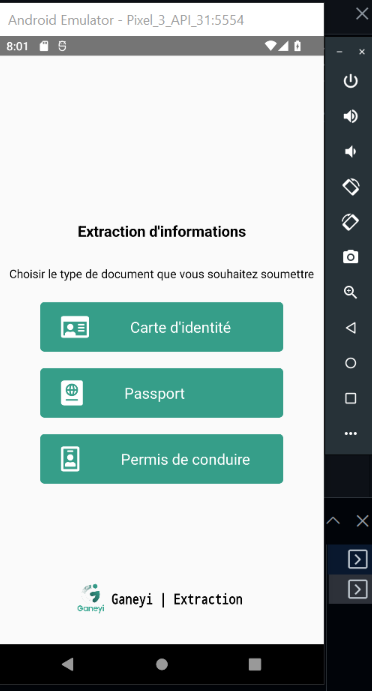 Android Emulator - Pixel_3_API_31:5554
8:01
Extraction d'informations
Choisir le type de document que vous souhaitez soumettre
Carte d'identité
Passport
Permis de conduire
Ganeyi
Ganeyi | Extraction